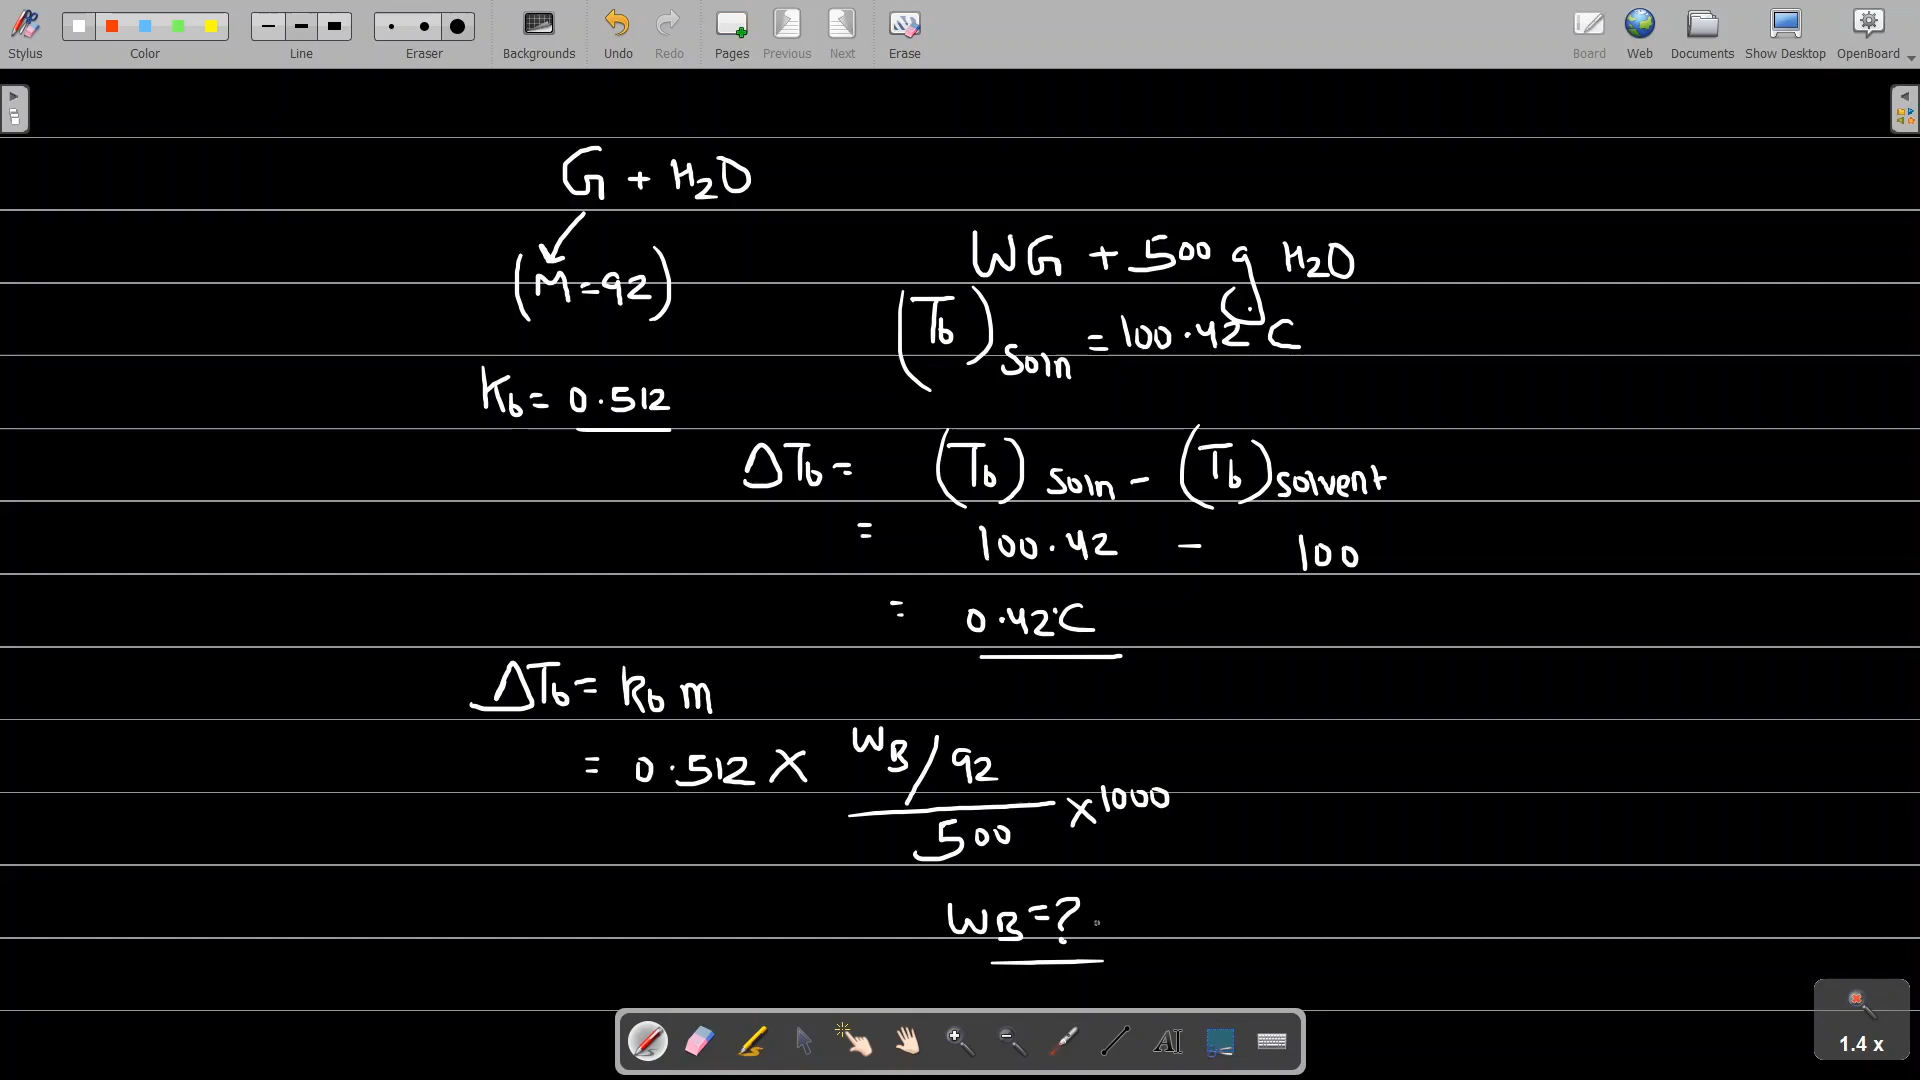 Stylus Color Line Eraser Backgrounds Undo Redo Pages Previous Next Erase Board Web Documents Show Desktop OpenBoard
G + H₂O
(M = 92)
WG + 500 g H₂O
(Tb)soln = 100.42°C
Kb = 0.512
ΔTb = (Tb)soln - (Tb)solvent
= 100.42 - 100
= 0.42°C
ΔTb = Kb m
= 0.512 × (WB/92)/500 × 1000
WB = ?
1.4 x